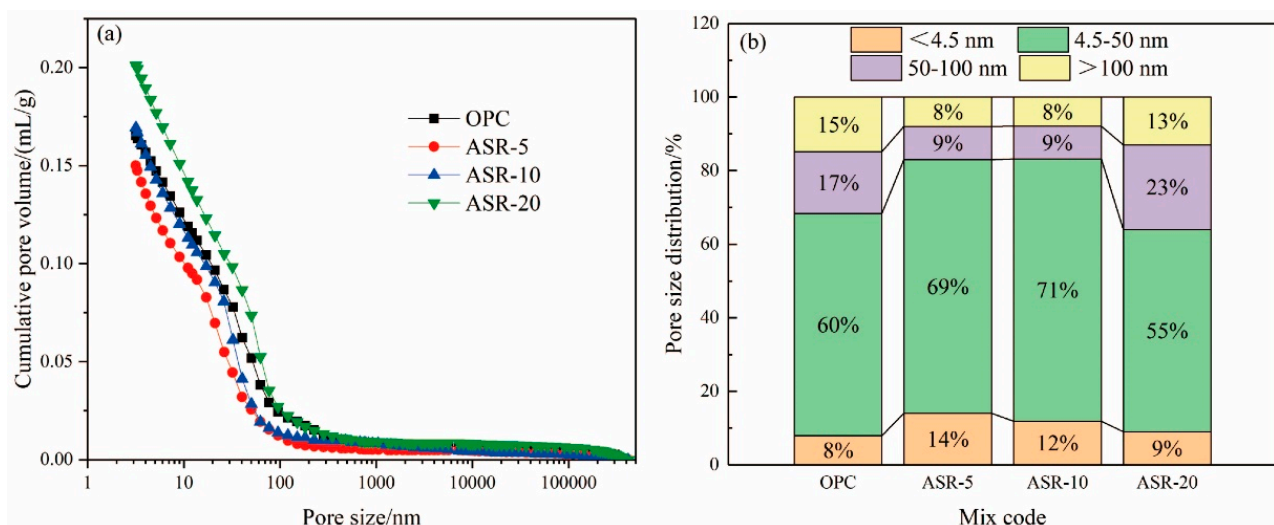 (a)
Cumulative pore volume/(mL/g)
0.20
0.15
0.10
0.05
0.00
OPC
ASR-5
ASR-10
ASR-20
1
10
100
1000
10000
100000
Pore size/nm
(b)
<4.5 nm
4.5-50 nm
50-100 nm
>100 nm
Pore size distribution/%
120
100
80
60
40
20
0
15%
8%
8%
13%
17%
9%
9%
23%
60%
69%
71%
55%
8%
14%
12%
9%
OPC
ASR-5
ASR-10
ASR-20
Mix code